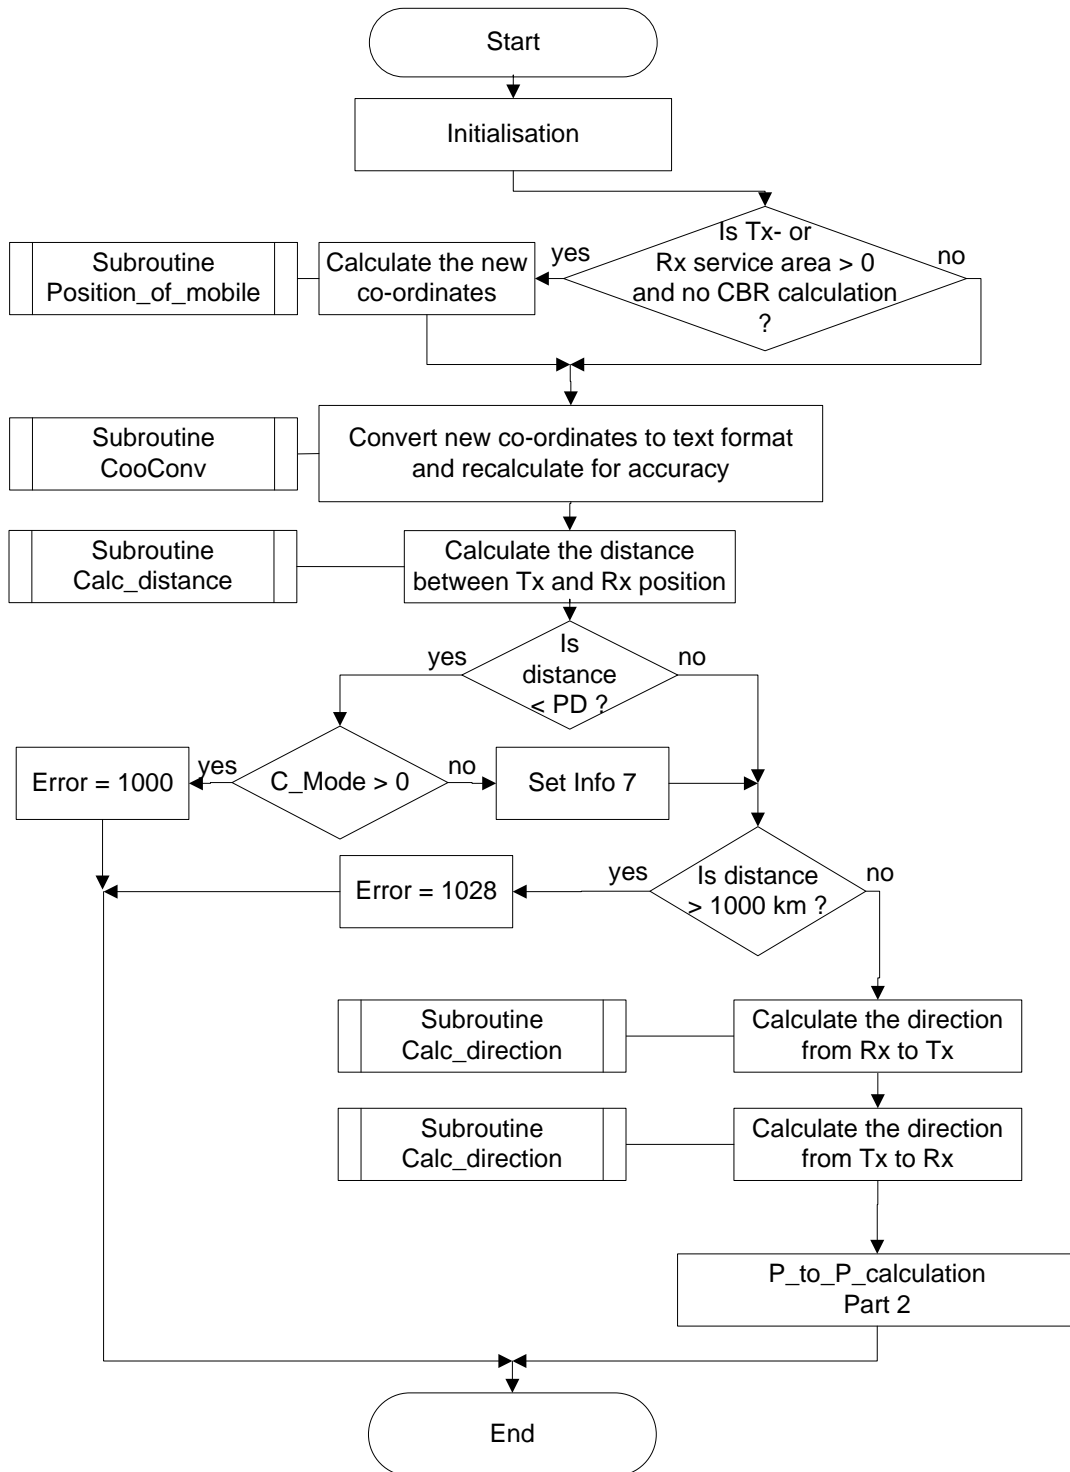 Start
Initialisation
Is Tx- or
Rx service area > 0
and no CBR calculation
?
yes
no
Subroutine
Position_of_mobile
Calculate the new
co-ordinates
Subroutine
CooConv
Convert new co-ordinates to text format
and recalculate for accuracy
Subroutine
Calc_distance
Calculate the distance
between Tx and Rx position
Is
distance
< PD ?
yes
no
Error = 1000
yes
C_Mode > 0
no
Set Info 7
Error = 1028
yes
Is distance
> 1000 km ?
no
Subroutine
Calc_direction
Calculate the direction
from Rx to Tx
Subroutine
Calc_direction
Calculate the direction
from Tx to Rx
P_to_P_calculation
Part 2
End